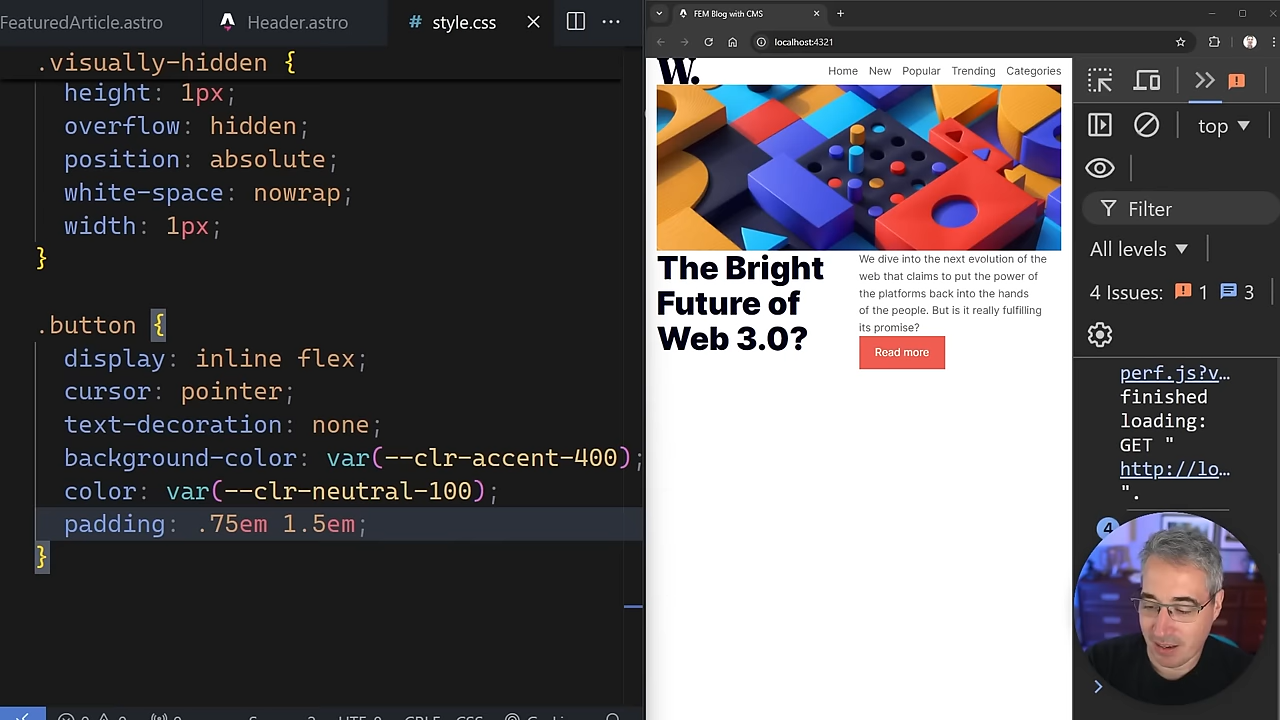 FeaturedArticle.astro
Header.astro
# style.css
.visually-hidden {
height: 1px;
overflow: hidden;
position: absolute;
white-space: nowrap;
width: 1px;
}
.button {
display: inline flex;
cursor: pointer;
text-decoration: none;
background-color: var(--clr-accent-400);
color: var(--clr-neutral-100);
padding: .75em 1.5em;
}
FEM Blog with CMS
localhost:4321
W.
Home New Popular Trending Categories
The Bright
Future of
Web 3.0?
We dive into the next evolution of the
web that claims to put the power of
the platforms back into the hands
of the people. But is it really fulfilling
its promise?
Read more
top
Filter
All levels
4 Issues: 1 3
perf.js?v…
finished
loading:
GET "
http://lo…
".
4